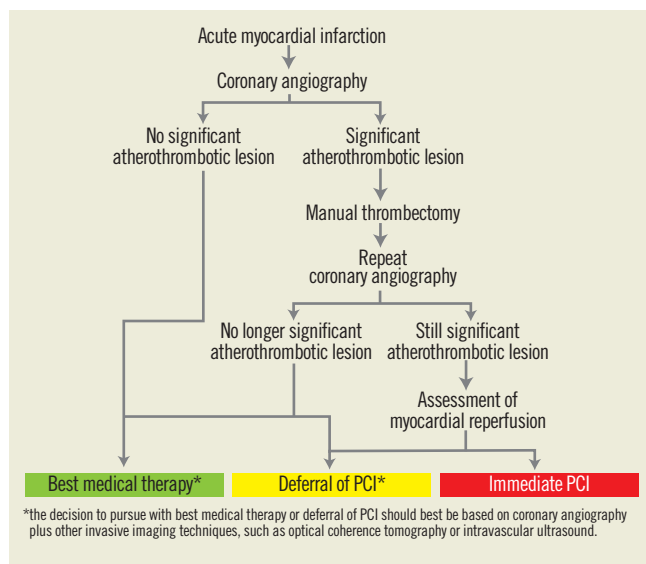 Acute myocardial infarction
Coronary angiography
No significant
atherothrombotic lesion
Significant
atherothrombotic lesion
Manual thrombectomy
Repeat
coronary angiography
No longer significant
atherothrombotic lesion
Still significant
atherothrombotic lesion
Assessment of
myocardial reperfusion
Best medical therapy*
Deferral of PCI*
Immediate PCI
*the decision to pursue with best medical therapy or deferral of PCI should best be based on coronary angiography
plus other invasive imaging techniques, such as optical coherence tomography or intravascular ultrasound.